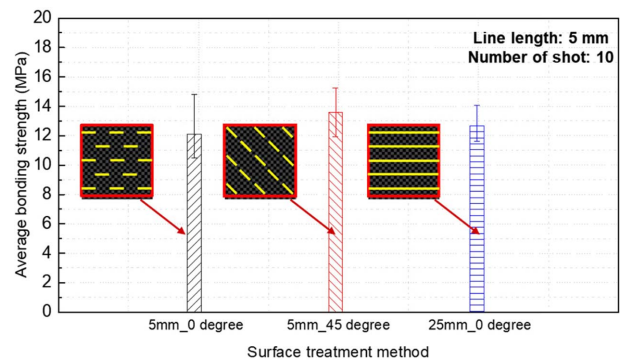 Average bonding strength (MPa)
20
18
16
14
12
10
8
6
4
2
0
Line length: 5 mm
Number of shot: 10
5mm_0 degree
5mm_45 degree
25mm_0 degree
Surface treatment method